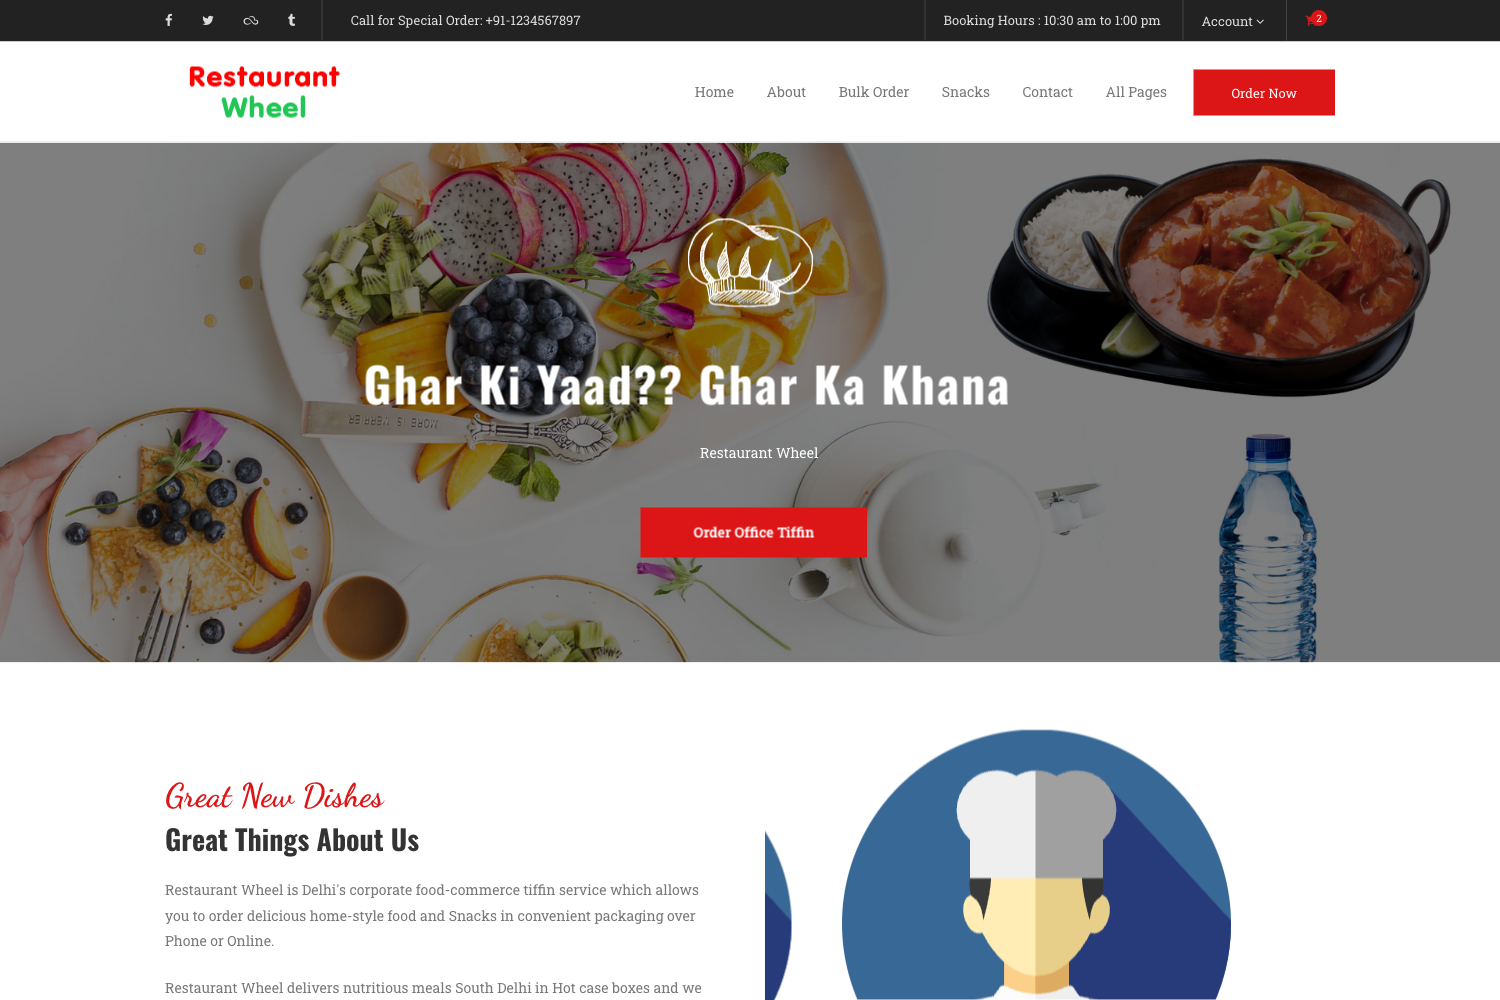 Call for Special Order: +91-1234567897
Booking Hours : 10:30 am to 1:00 pm
Account
2
Restaurant
Wheel
Home
About
Bulk Order
Snacks
Contact
All Pages
Order Now
MORE IS MERRIER
Ghar Ki Yaad?? Ghar Ka Khana
Restaurant Wheel
Order Office Tiffin
Great New Dishes
Great Things About Us
Restaurant Wheel is Delhi's corporate food-commerce tiffin service which allows
you to order delicious home-style food and Snacks in convenient packaging over
Phone or Online.
Restaurant Wheel delivers nutritious meals South Delhi in Hot case boxes and we